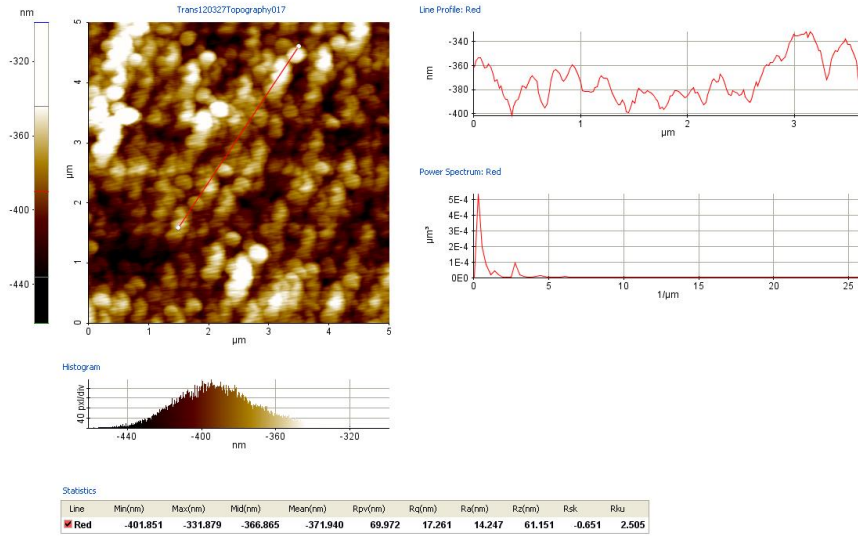 nm
-320
-360
-400
-440
Trans120327Topography017
5
4
3
2
1
0
µm
0 1 2 3 4 5
µm
Line Profile: Red
-340
-360
-380
-400
nm
0 1 2 3
µm
Power Spectrum: Red
5E-4
4E-4
3E-4
2E-4
1E-4
0E0
µm³
0 5 10 15 20 25
1/µm
Histogram
40 pxl/div
-440 -400 -360 -320
nm
Statistics
Line Min(nm) Max(nm) Mid(nm) Mean(nm) Rpv(nm) Rq(nm) Ra(nm) Rz(nm) Rsk Rku
Red -401.851 -331.879 -366.865 -371.940 69.972 17.261 14.247 61.151 -0.651 2.505